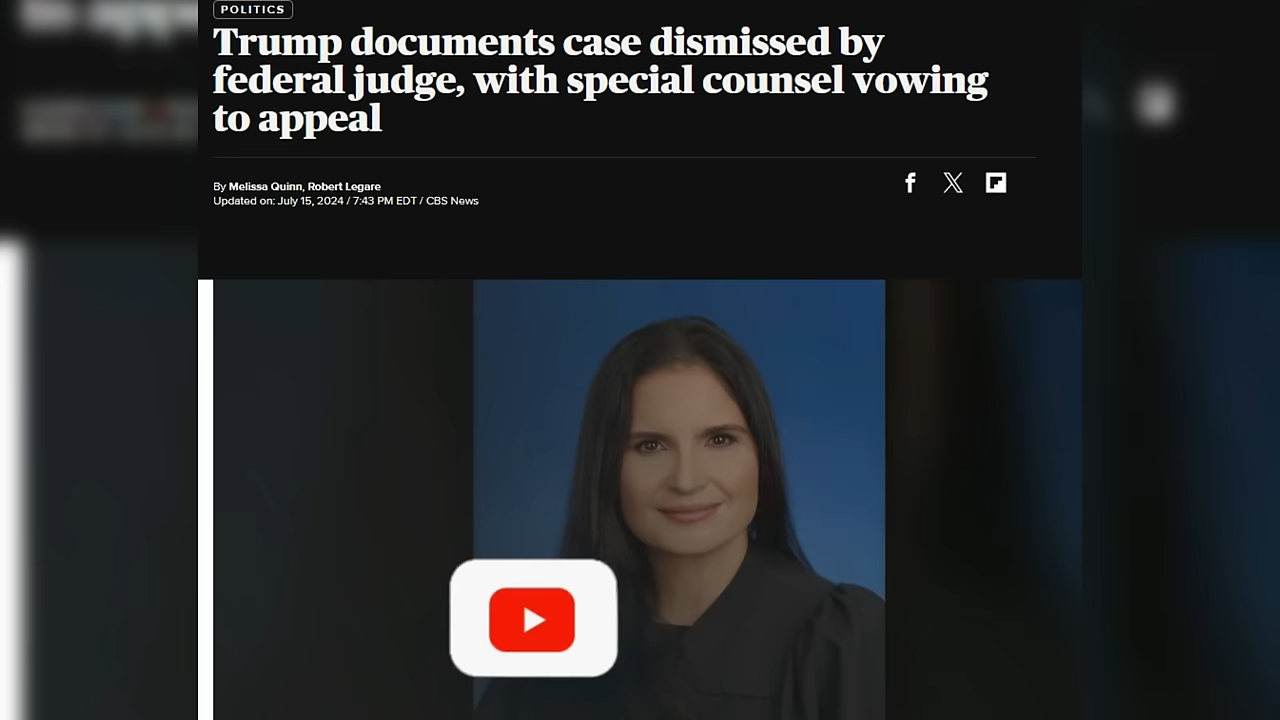 POLITICS
Trump documents case dismissed by
federal judge, with special counsel vowing
to appeal
By Melissa Quinn, Robert Legare
Updated on: July 15, 2024 / 7:43 PM EDT / CBS News